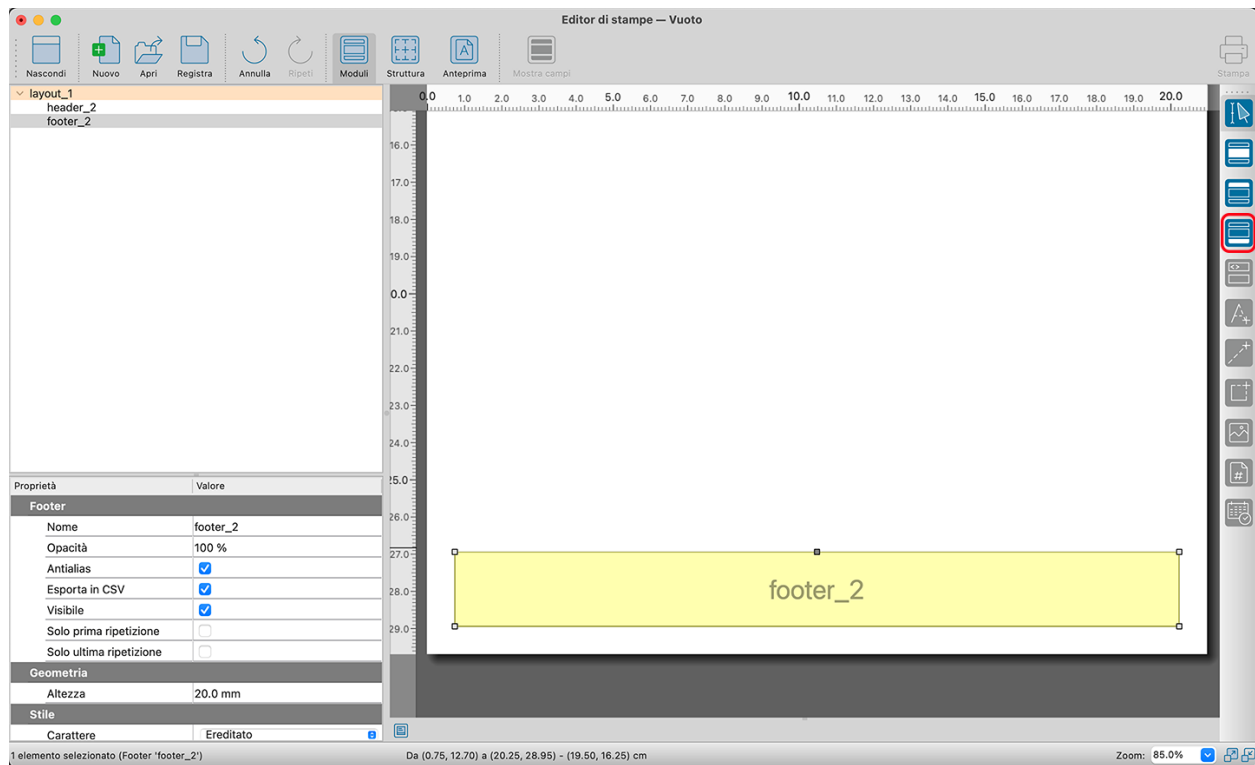 Editor di stampe — Vuoto
Nascondi Nuovo Apri Registra Annulla Ripeti Moduli Struttura Anteprima Mostra campi Stampa
layout_1
header_2
footer_2
0.0 1.0 2.0 3.0 4.0 5.0 6.0 7.0 8.0 9.0 10.0 11.0 12.0 13.0 14.0 15.0 16.0 17.0 18.0 19.0 20.0
16.0
17.0
18.0
19.0
0.0
21.0
22.0
23.0
24.0
25.0
26.0
27.0
28.0
29.0
footer_2
Proprietà Valore
Footer
Nome footer_2
Opacità 100 %
Antialias
Esporta in CSV
Visibile
Solo prima ripetizione
Solo ultima ripetizione
Geometria
Altezza 20.0 mm
Stile
Carattere Ereditato
1 elemento selezionato (Footer 'footer_2') Da (0.75, 12.70) a (20.25, 28.95) - (19.50, 16.25) cm Zoom: 85.0%